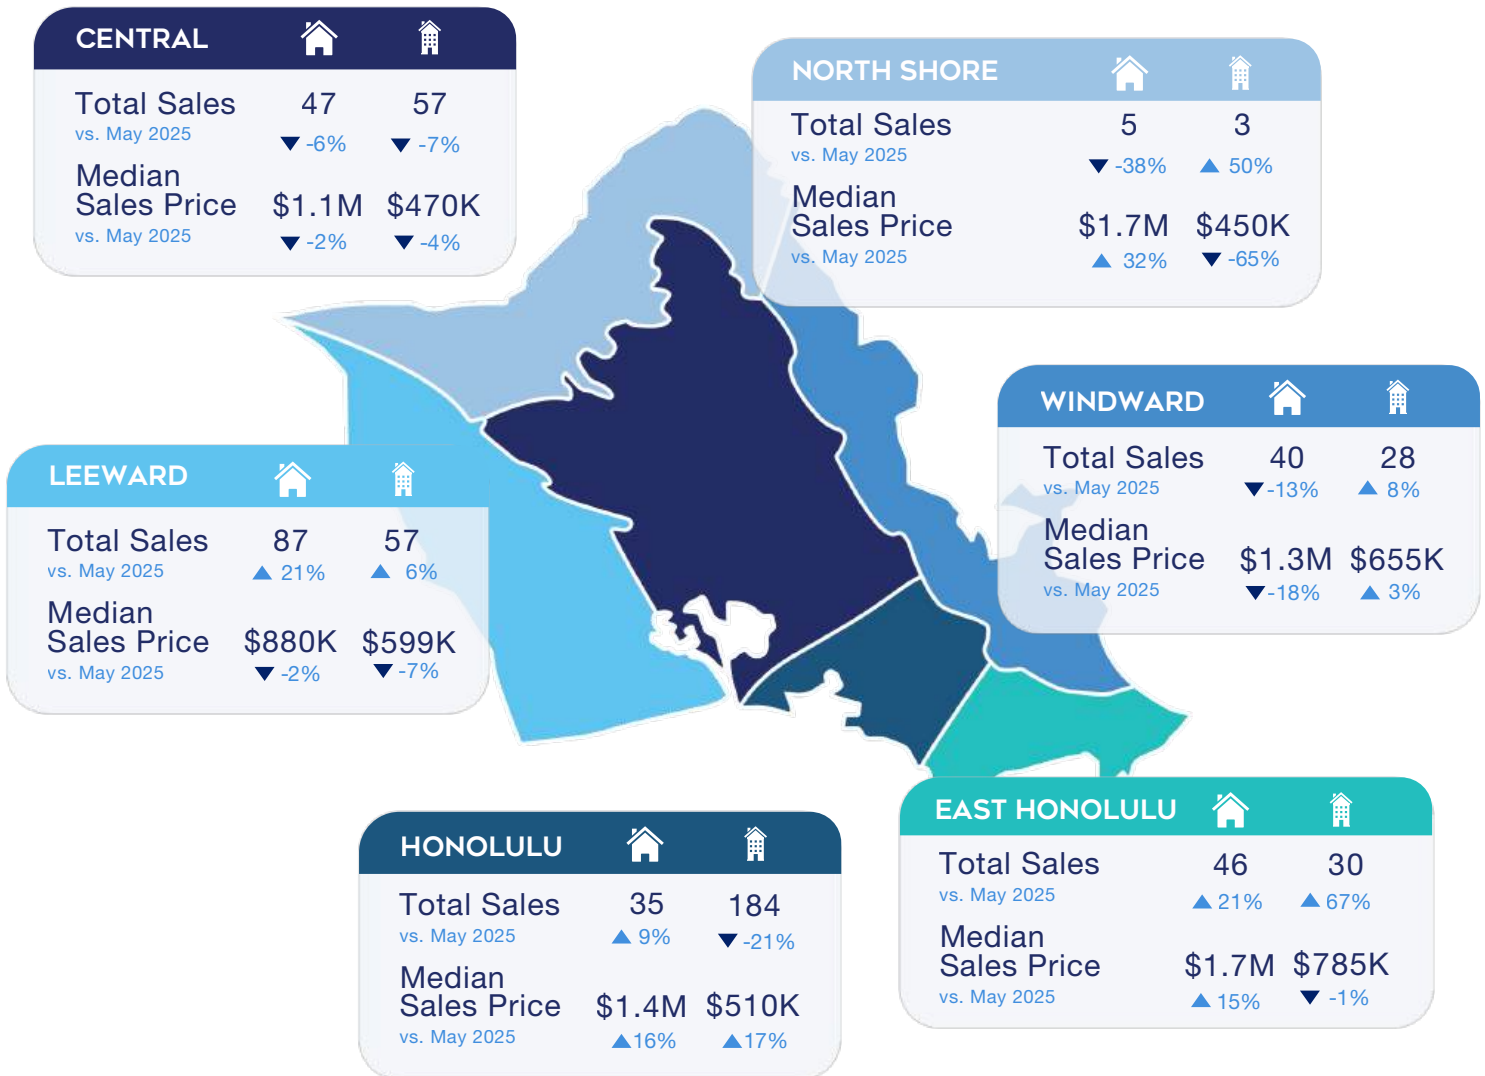 CENTRAL
Total Sales 47 57
vs. May 2025 ▼ -6% ▼ -7%
Median
Sales Price $1.1M $470K
vs. May 2025 ▼ -2% ▼ -4%
NORTH SHORE
Total Sales 5 3
vs. May 2025 ▼ -38% ▲ 50%
Median
Sales Price $1.7M $450K
vs. May 2025 ▲ 32% ▼ -65%
WINDWARD
Total Sales 40 28
vs. May 2025 ▼ -13% ▲ 8%
Median
Sales Price $1.3M $655K
vs. May 2025 ▼ -18% ▲ 3%
LEEWARD
Total Sales 87 57
vs. May 2025 ▲ 21% ▲ 6%
Median
Sales Price $880K $599K
vs. May 2025 ▼ -2% ▼ -7%
HONOLULU
Total Sales 35 184
vs. May 2025 ▲ 9% ▼ -21%
Median
Sales Price $1.4M $510K
vs. May 2025 ▲ 16% ▲ 17%
EAST HONOLULU
Total Sales 46 30
vs. May 2025 ▲ 21% ▲ 67%
Median
Sales Price $1.7M $785K
vs. May 2025 ▲ 15% ▼ -1%